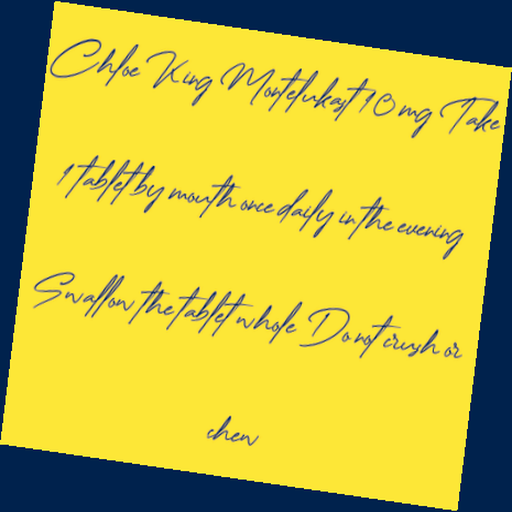 Chloe King Montelukast 10 mg Take
1 tablet by mouth once daily in the evening
Swallow the tablet whole Do not crush or
chew